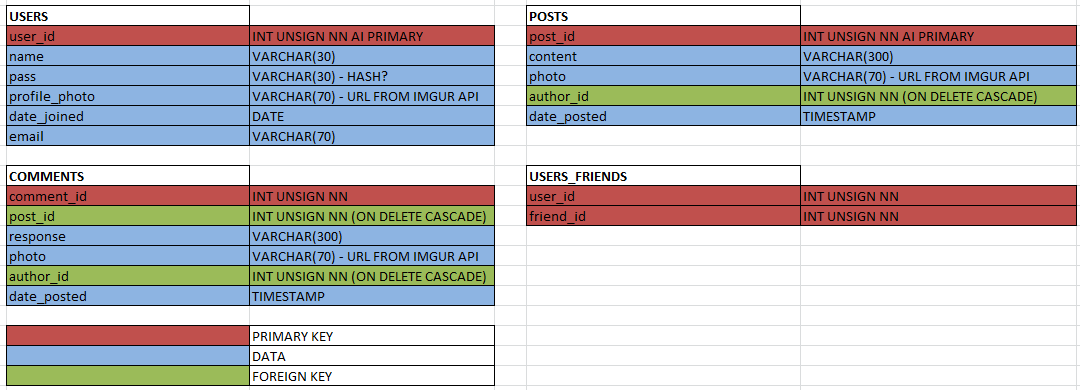 USERS
user_id INT UNSIGN NN AI PRIMARY
name VARCHAR(30)
pass VARCHAR(30) - HASH?
profile_photo VARCHAR(70) - URL FROM IMGUR API
date_joined DATE
email VARCHAR(70)
POSTS
post_id INT UNSIGN NN AI PRIMARY
content VARCHAR(300)
photo VARCHAR(70) - URL FROM IMGUR API
author_id INT UNSIGN NN (ON DELETE CASCADE)
date_posted TIMESTAMP
COMMENTS
comment_id INT UNSIGN NN
post_id INT UNSIGN NN (ON DELETE CASCADE)
response VARCHAR(300)
photo VARCHAR(70) - URL FROM IMGUR API
author_id INT UNSIGN NN (ON DELETE CASCADE)
date_posted TIMESTAMP
USERS_FRIENDS
user_id INT UNSIGN NN
friend_id INT UNSIGN NN
PRIMARY KEY
DATA
FOREIGN KEY